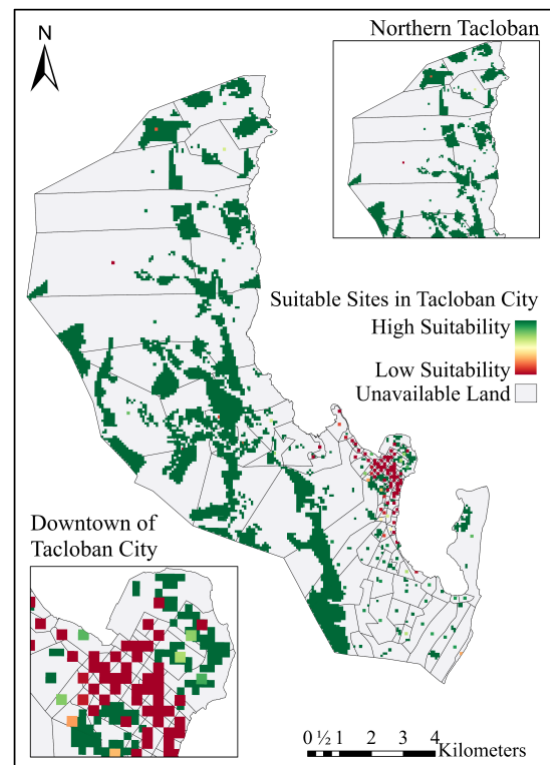 N
Northern Tacloban
Suitable Sites in Tacloban City
High Suitability
Low Suitability
Unavailable Land
Downtown of
Tacloban City
0 ½ 1 2 3 4
Kilometers